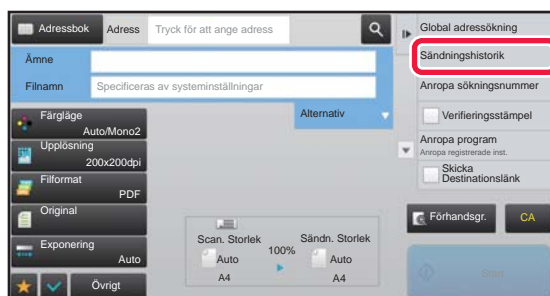 Adressbok
Adress
Tryck för att ange adress
Ämne
Filnamn
Specificeras av systeminställningar
Alternativ
Färgläge
Auto/Mono2
Upplösning
200x200dpi
Filformat
PDF
Original
Exponering
Auto
Övrigt
Scan. Storlek
100%
Sändn. Storlek
Auto
A4
Auto
A4
Global adressökning
Sändningshistorik
Anropa sökningsnummer
Verifieringsstämpel
Anropa program
Anropa registrerade inst.
Skicka
Destinationslänk
Förhandsgr.
CA
Start